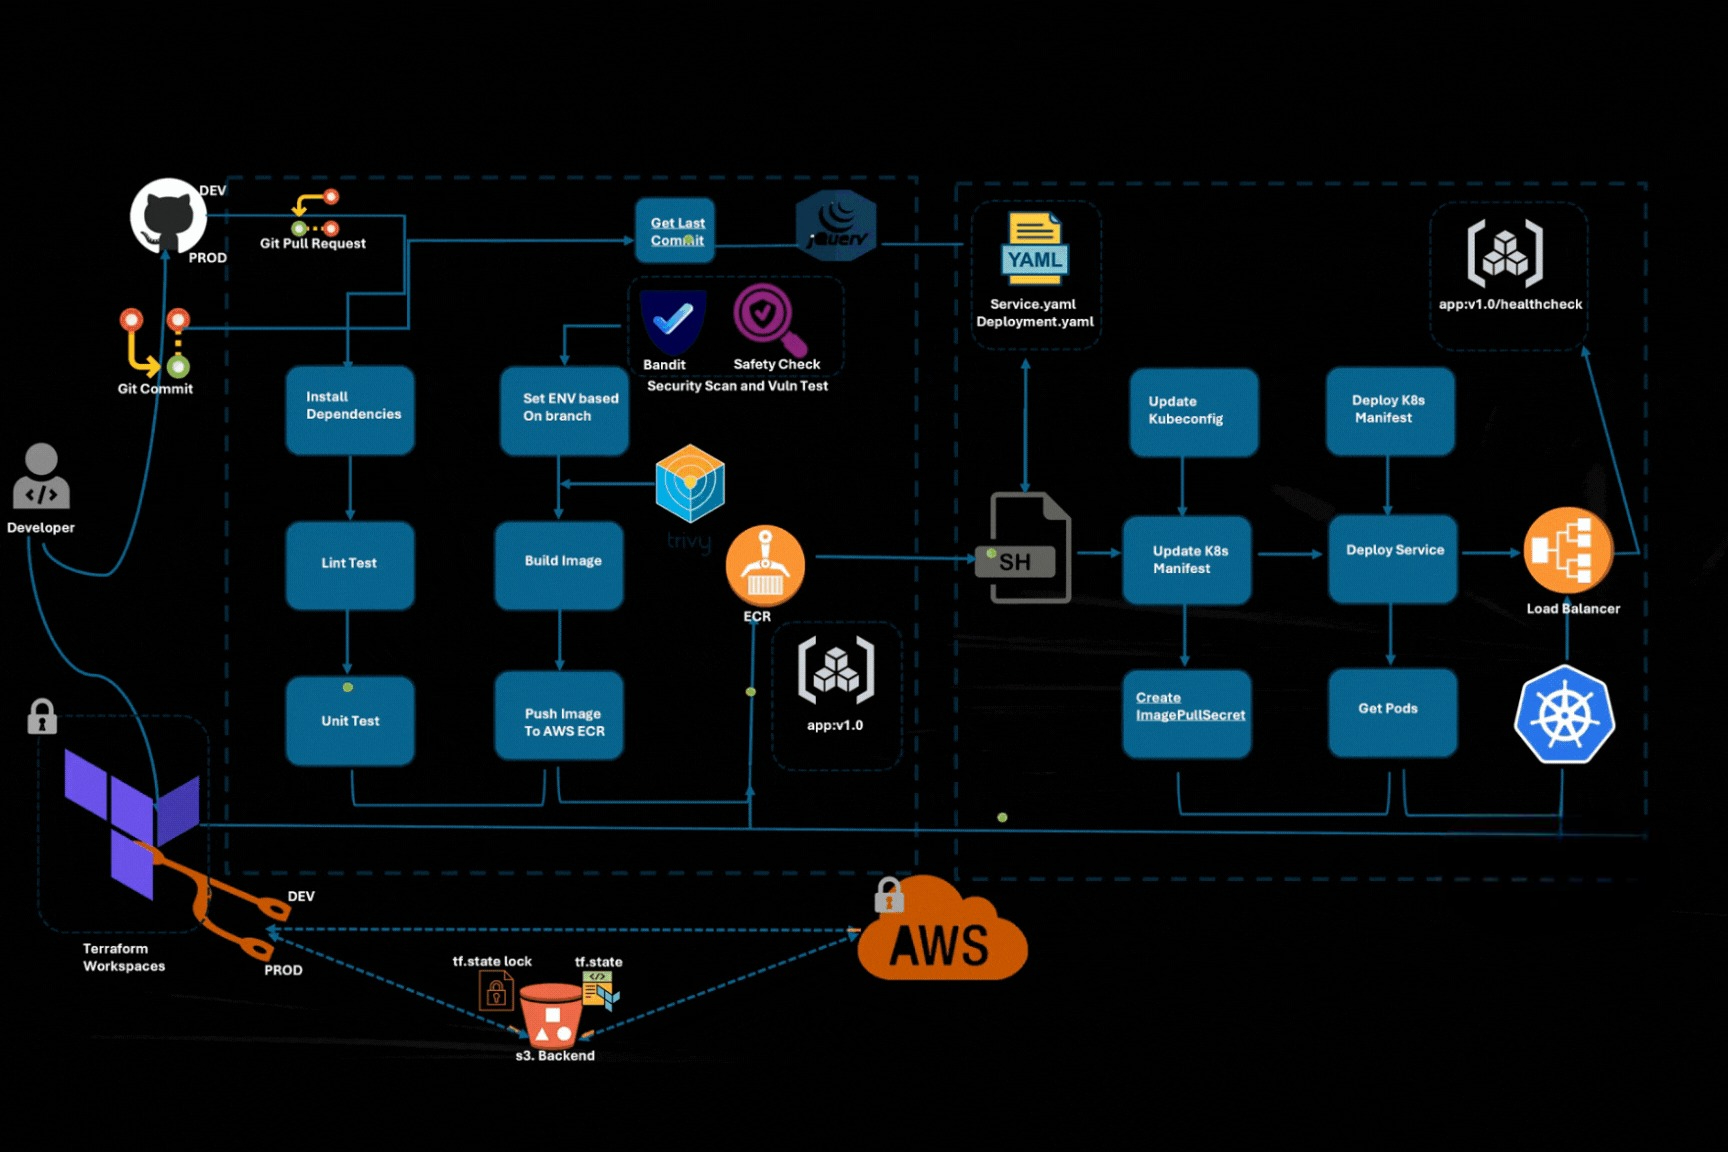 DEV
PROD
Git Pull Request
Git Commit
Developer
Get Last
Commit
jQuery
Bandit
Safety Check
Security Scan and Vuln Test
Install
Dependencies
Set ENV based
On branch
trivy
Lint Test
Build Image
ECR
Unit Test
Push Image
To AWS ECR
app:v1.0
YAML
Service.yaml
Deployment.yaml
app:v1.0/healthcheck
Update
Kubeconfig
Deploy K8s
Manifest
SH
Update K8s
Manifest
Deploy Service
Load Balancer
Create
ImagePullSecret
Get Pods
Terraform
Workspaces
DEV
PROD
tf.state lock
tf.state
</>
s3. Backend
AWS